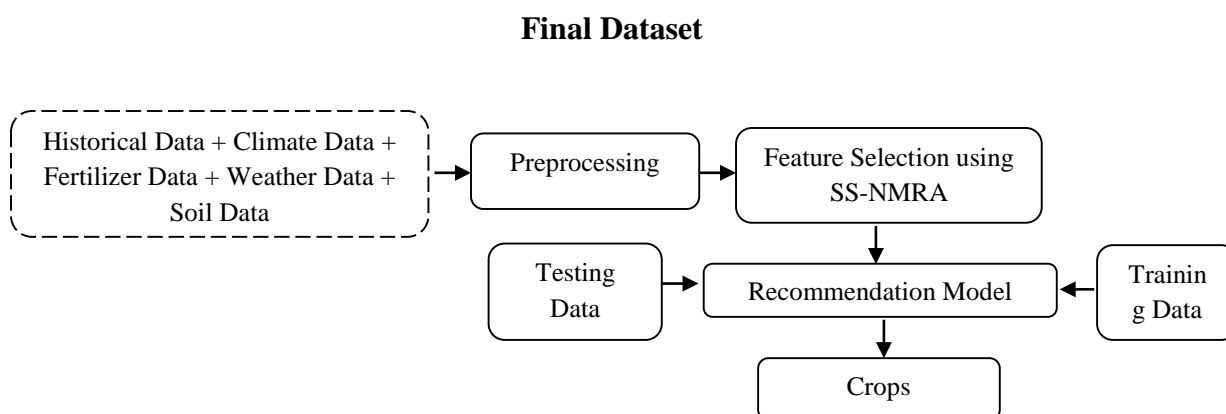 Final Dataset
Historical Data + Climate Data +
Fertilizer Data + Weather Data +
Soil Data
Preprocessing
Feature Selection using
SS-NMRA
Testing
Data
Recommendation Model
Trainin
g Data
Crops